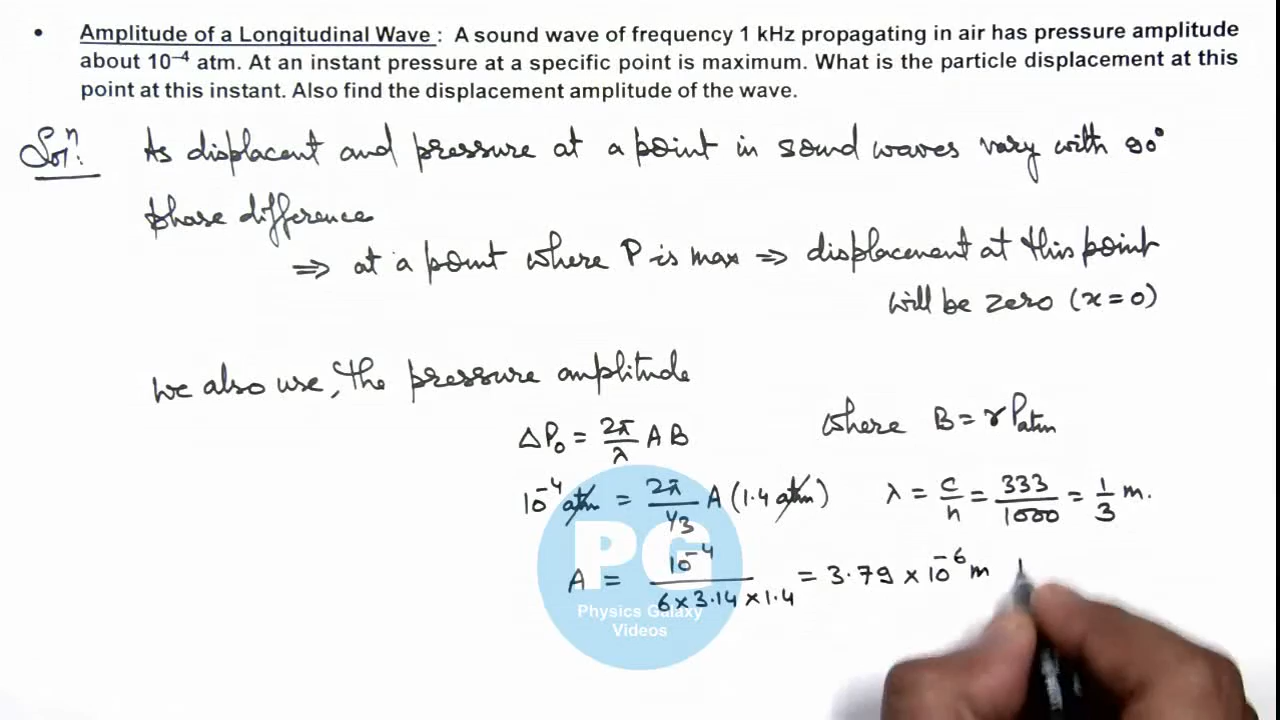 • Amplitude of a Longitudinal Wave : A sound wave of frequency 1 kHz propagating in air has pressure amplitude
about 10⁻⁴ atm. At an instant pressure at a specific point is maximum. What is the particle displacement at this
point at this instant. Also find the displacement amplitude of the wave.
Solⁿ: As displacent and pressure at a point in sound waves vary with 90°
phase difference
⇒ at a point where P is max ⇒ displacement at this point
will be zero (x=0)
we also use, the pressure amplitude
ΔP₀ = 2π/λ A B where B = γ Patm
10⁻⁴ atm = 2π/(1/3) A (1.4 atm) λ = c/n = 333/1000 = 1/3 m.
A = 10⁻⁴/(6 × 3.14 × 1.4) = 3.79 × 10⁻⁶ m
PG
Physics Galaxy
Videos